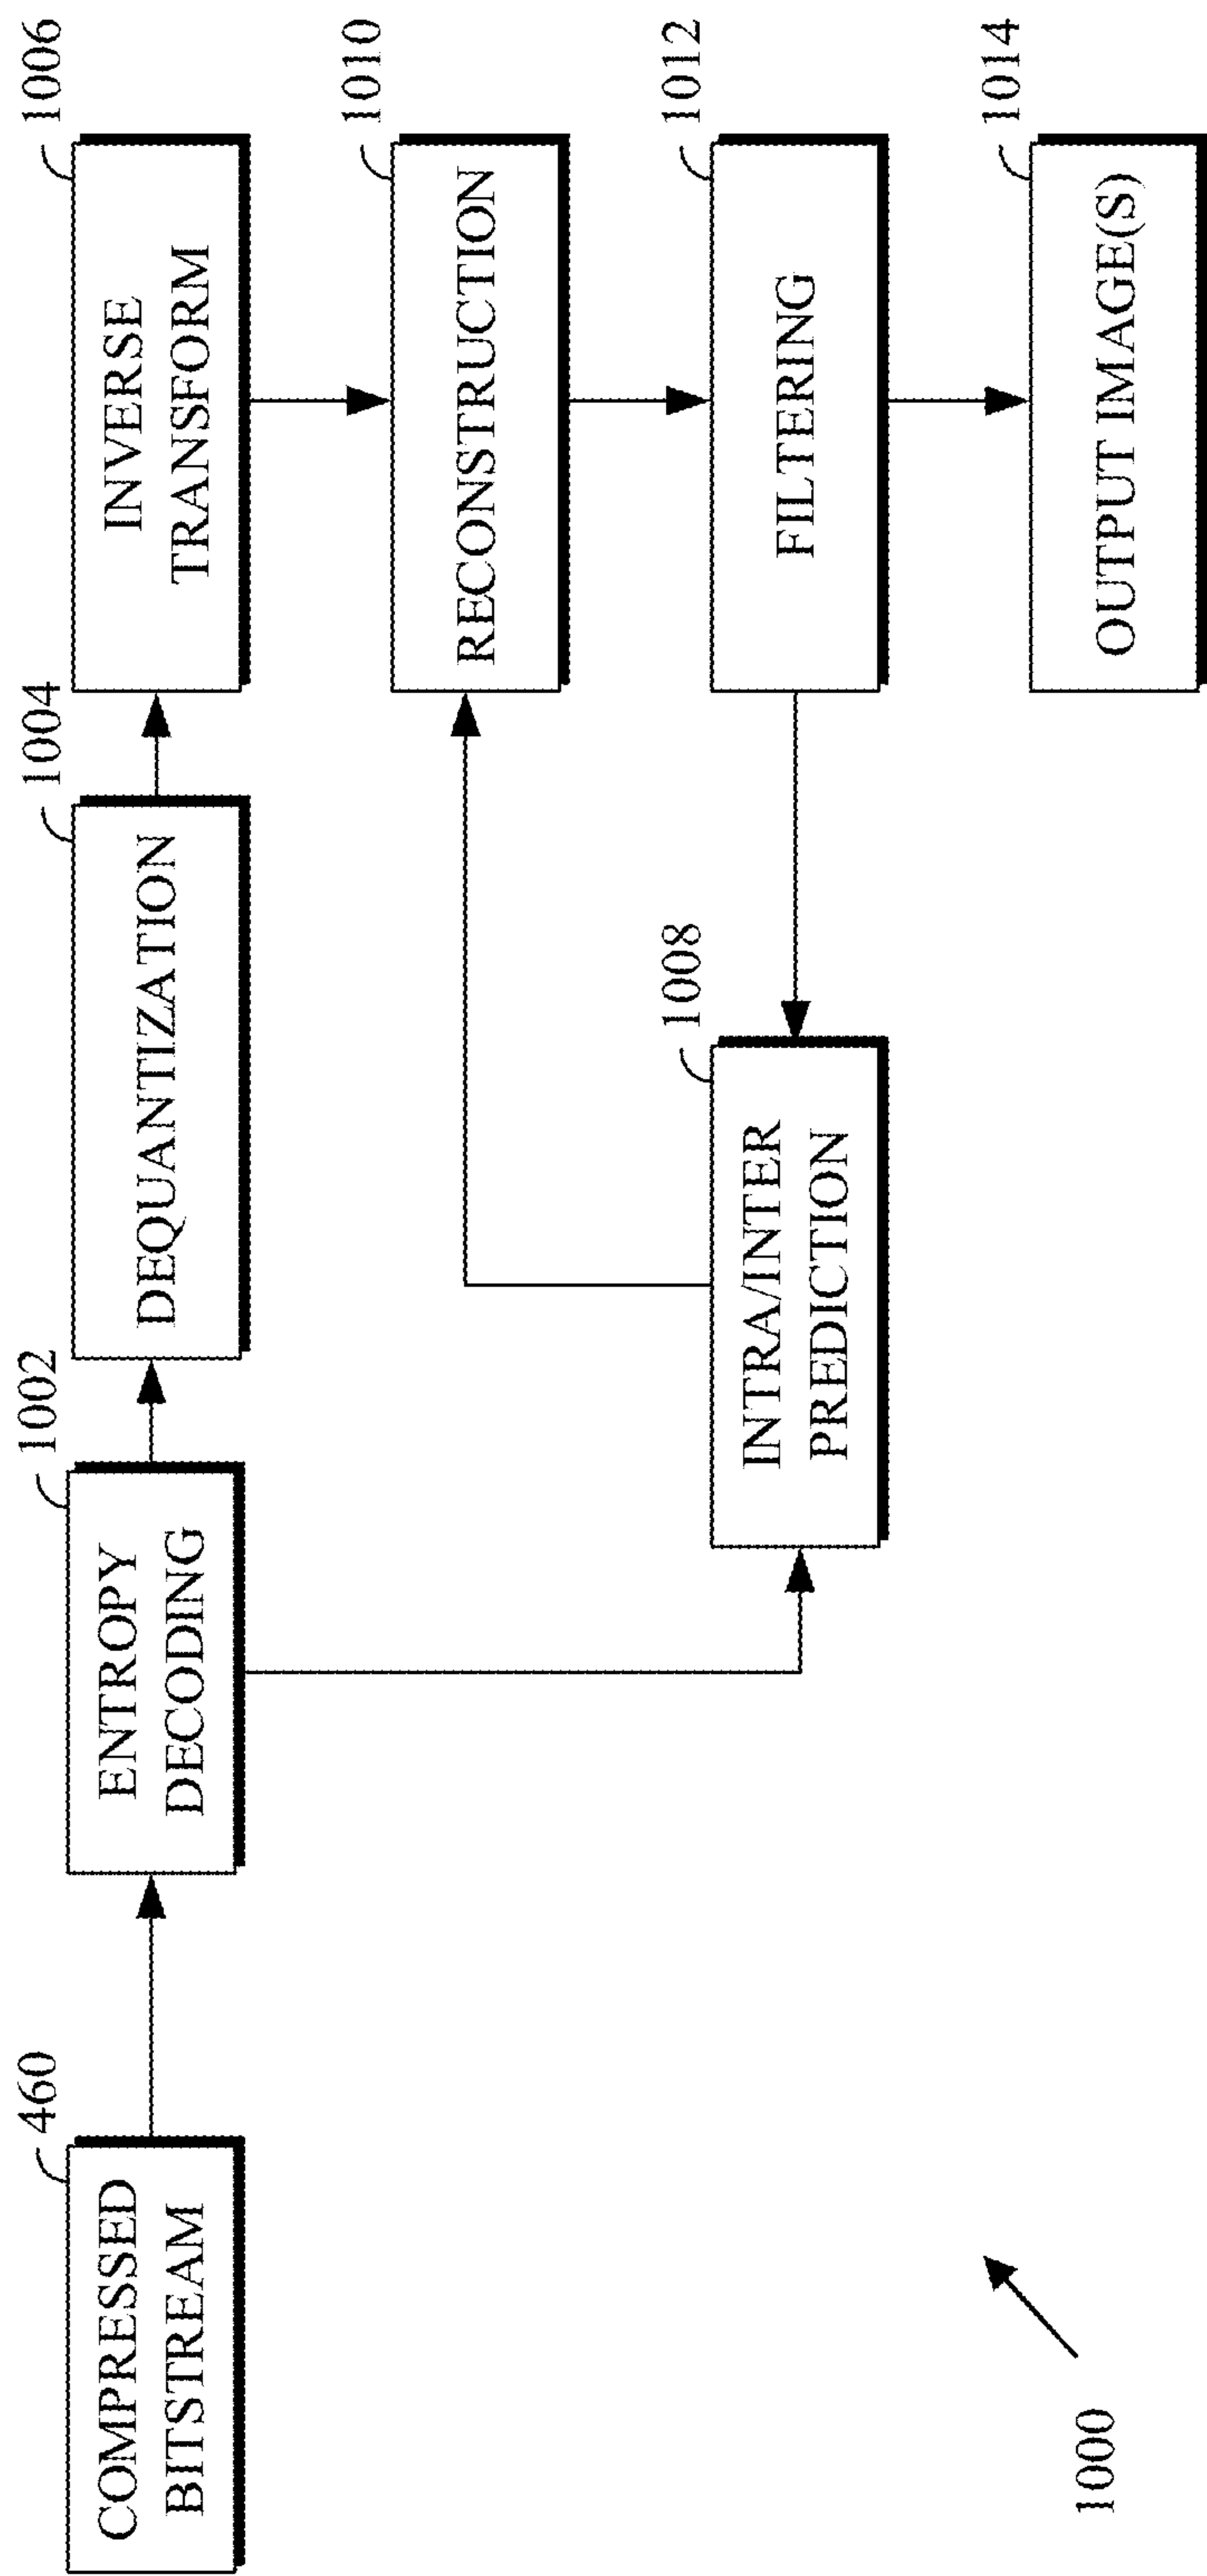 460
COMPRESSED
BITSTREAM
1002
ENTROPY
DECODING
1004
DEQUANTIZATION
1006
INVERSE
TRANSFORM
1010
RECONSTRUCTION
1008
INTRA/INTER
PREDICTION
1012
FILTERING
1014
OUTPUT IMAGE(S)
1000